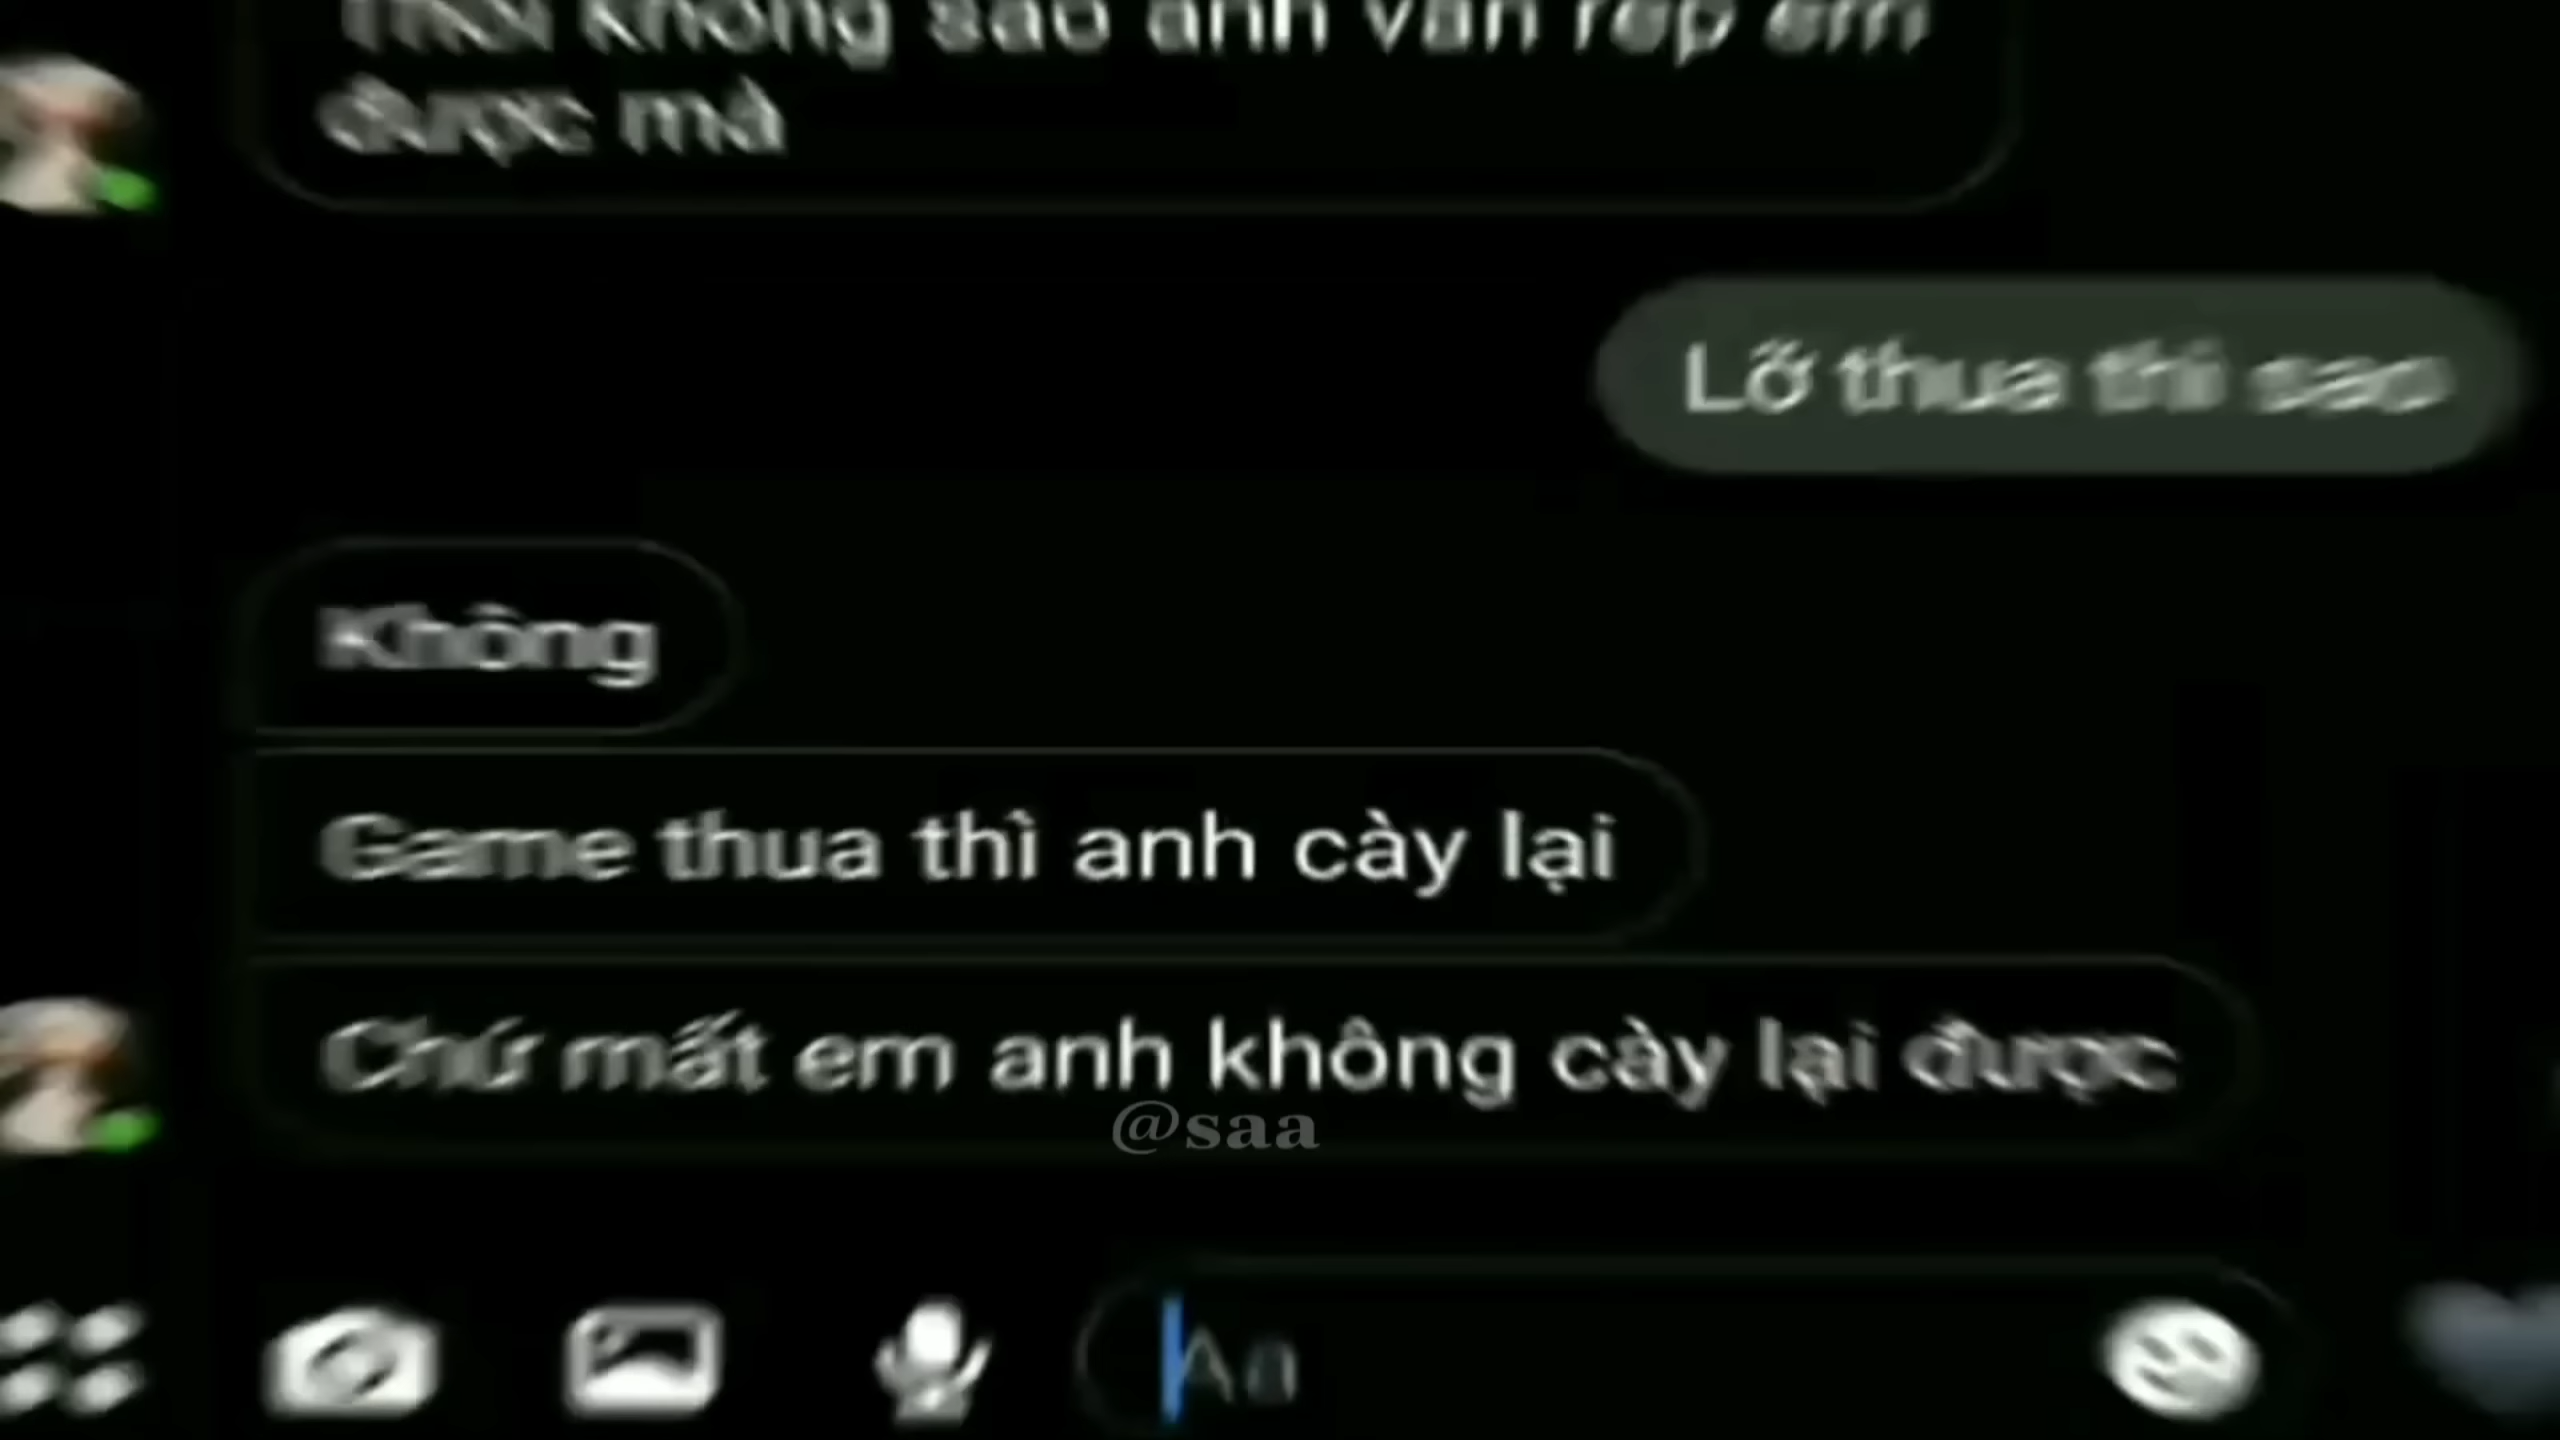 Thôi không sao anh vẫn rep em
được mà
Lỡ thua thì sao
Không
Game thua thì anh cày lại
Chứ mất em anh không cày lại được
@saa
Aa